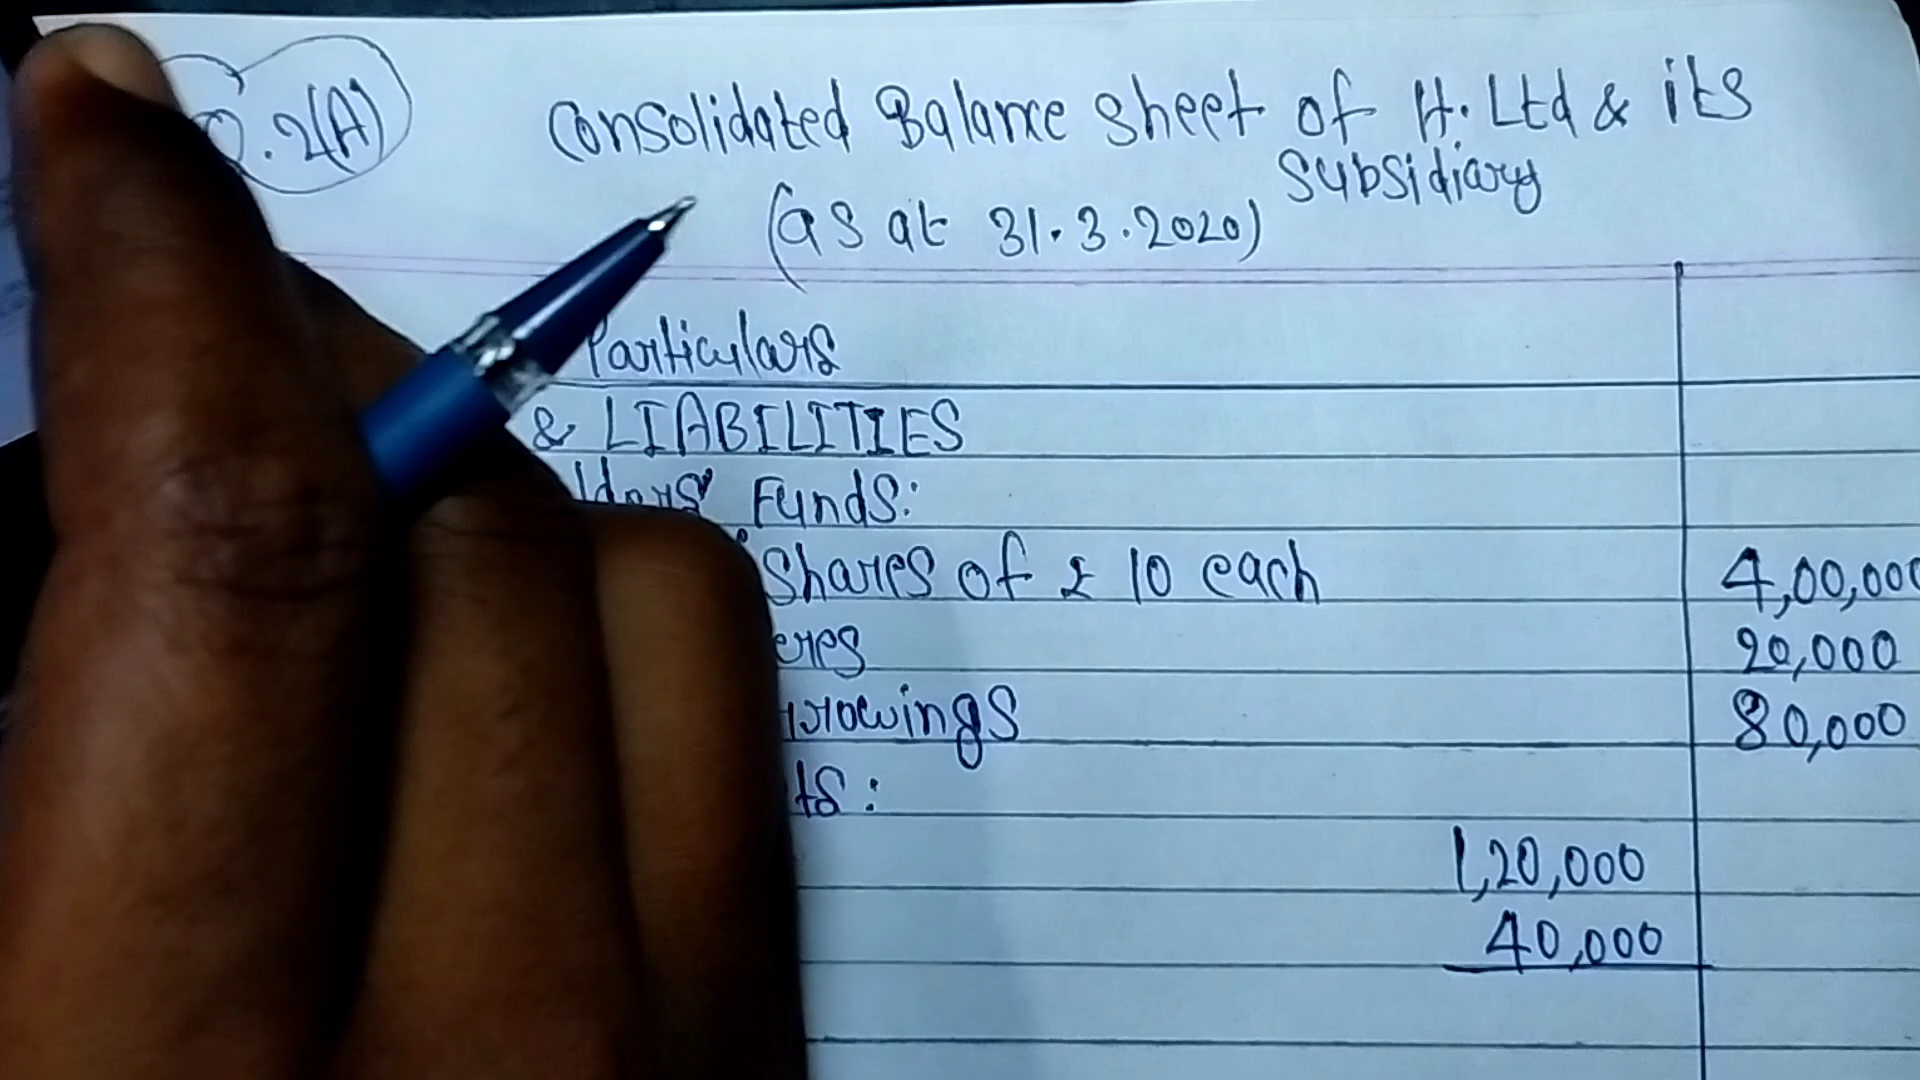 Q.2(A)
Consolidated Balance Sheet of H. Ltd & its
Subsidiary
(as at 31.3.2020)
Particulars
& LIABILITIES
Funds:
Shares of ₹ 10 each 4,00,000
20,000
80,000
1,20,000
40,000